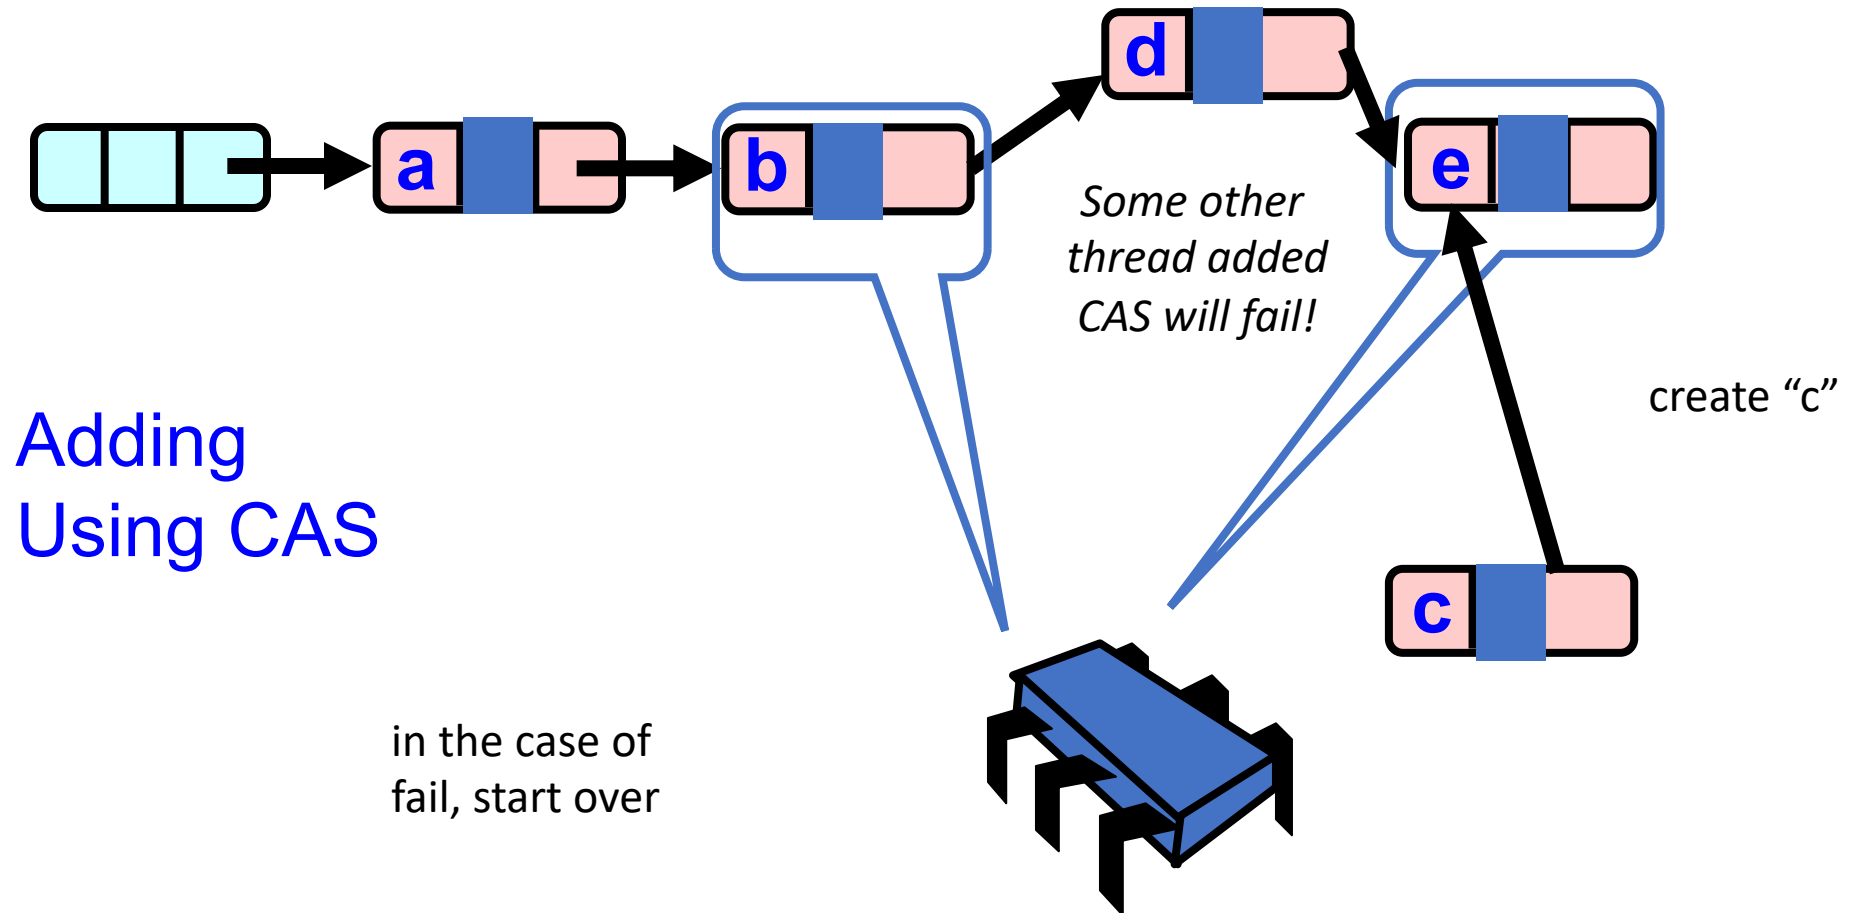 d
a
b
e
Some other
thread added
CAS will fail!
create “c”
Adding
Using CAS
c
in the case of
fail, start over